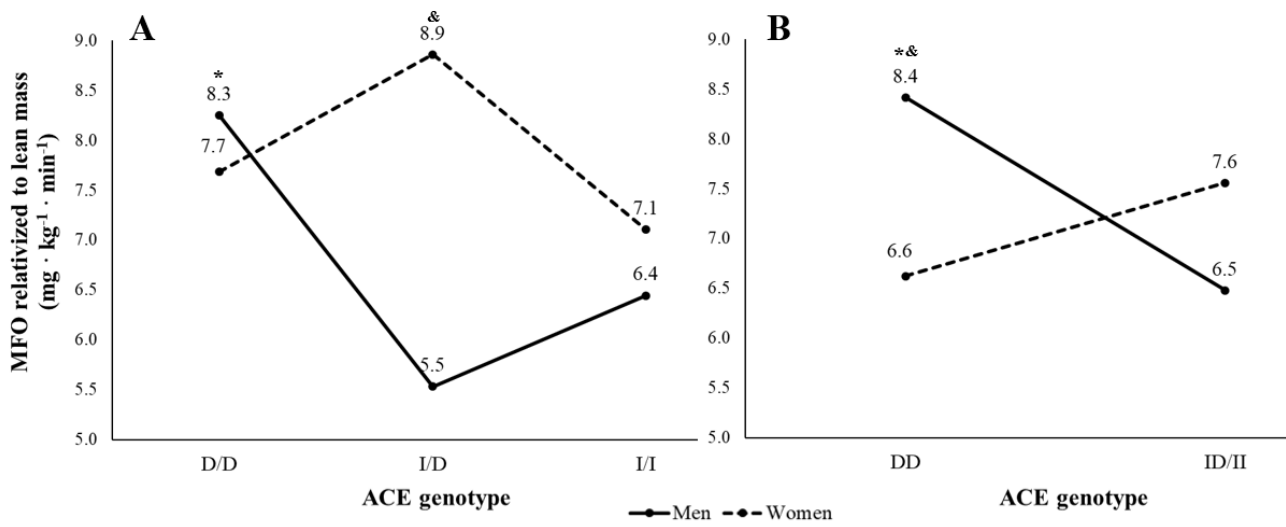 A
MFO relativized to lean mass
(mg · kg⁻¹ · min⁻¹)
9.0
8.5
8.0
7.5
7.0
6.5
6.0
5.5
5.0
*
8.3
7.7
&
8.9
5.5
7.1
6.4
D/D
I/D
I/I
ACE genotype
B
9.0
8.5
8.0
7.5
7.0
6.5
6.0
5.5
5.0
*&
8.4
6.6
7.6
6.5
DD
ID/II
ACE genotype
Men
Women